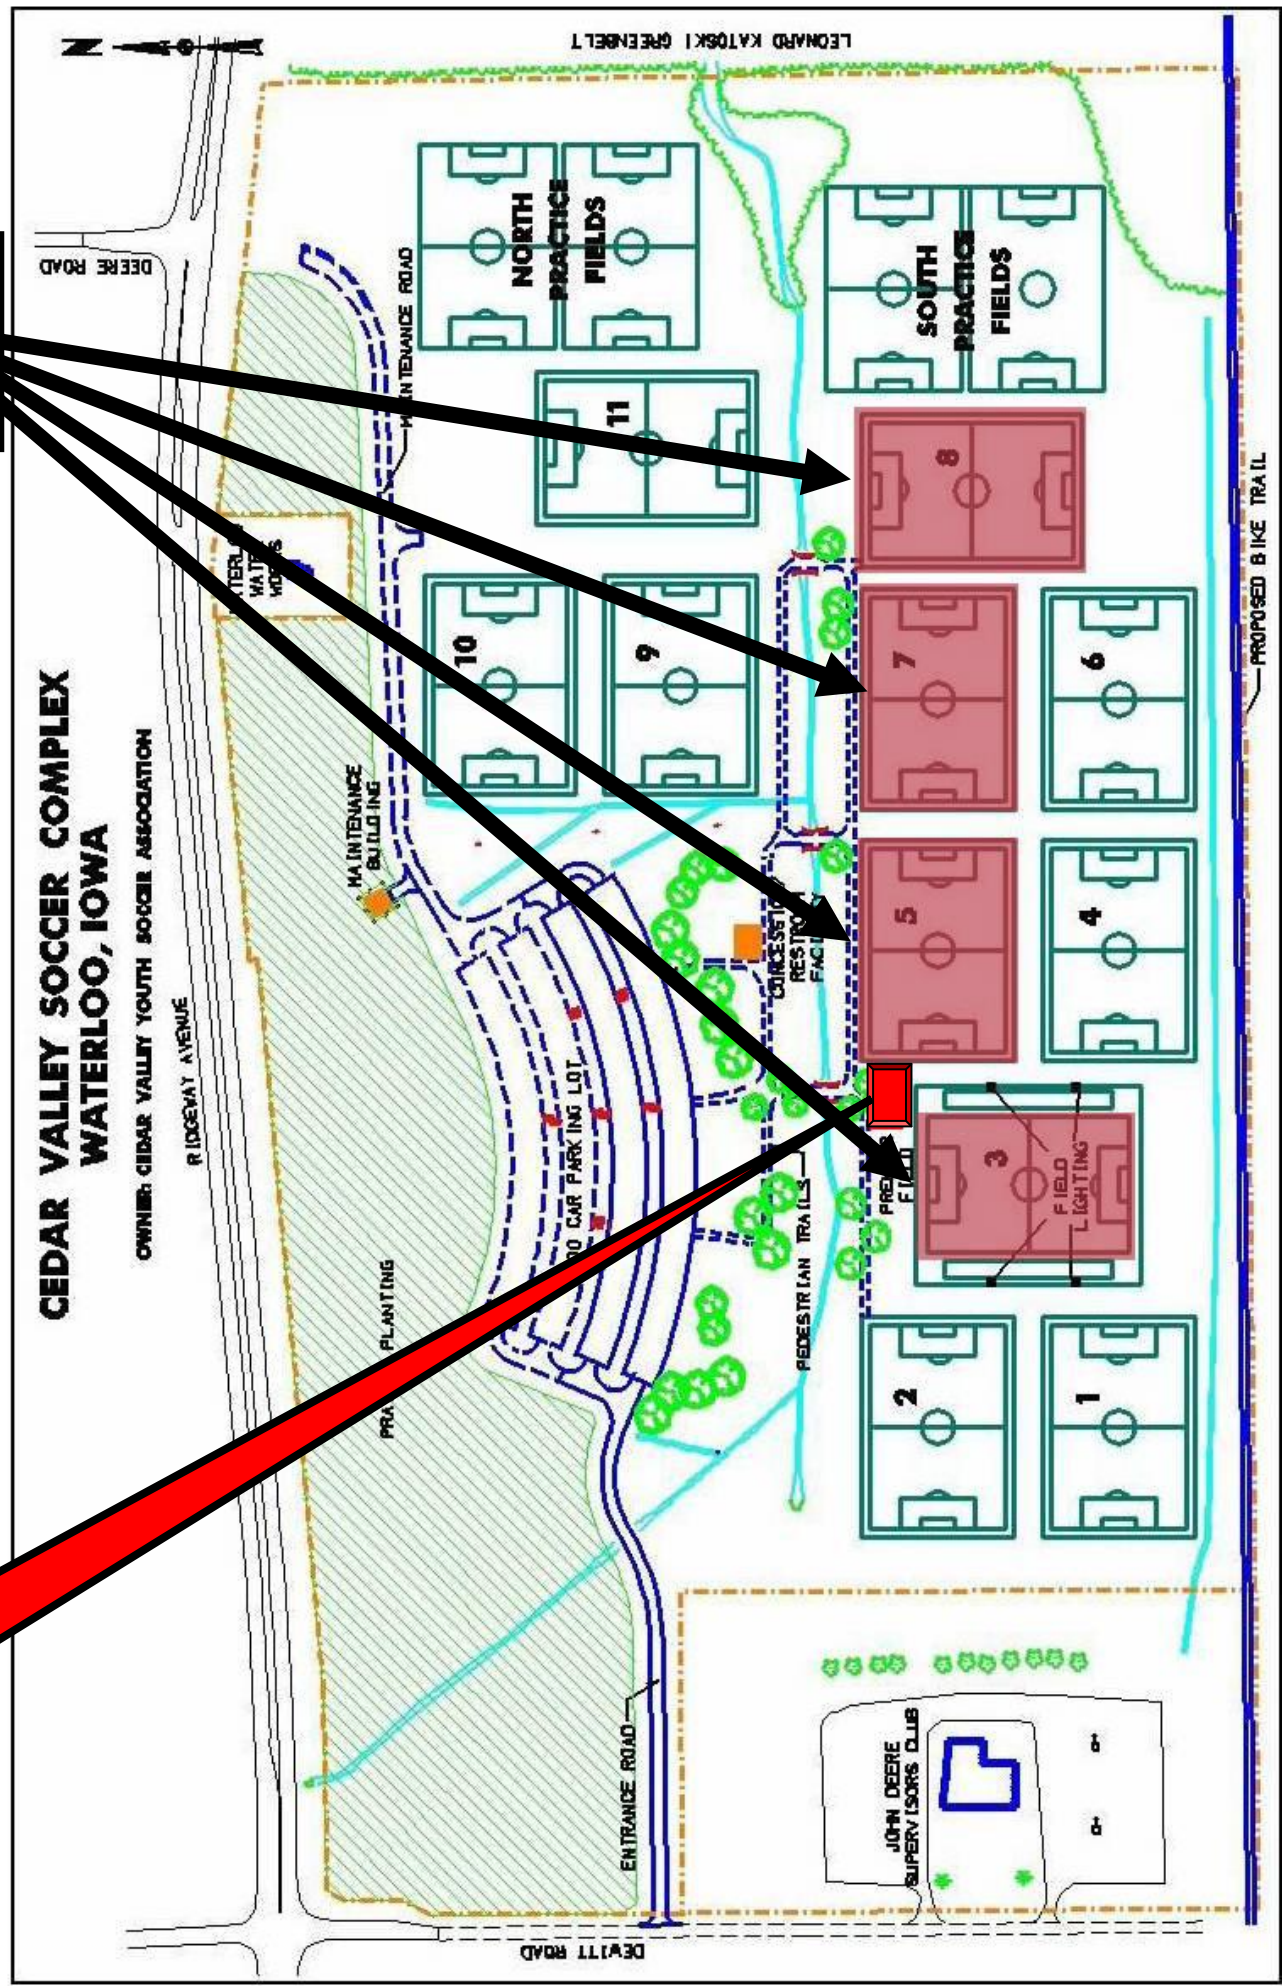 CEDAR VALLEY SOCCER COMPLEX
WATERLOO, IOWA
OWNER: CEDAR VALLEY YOUTH SOCCER ASSOCIATION
RIDGEWAY AVENUE
DEERE ROAD
LEONARD KATOSKI GREENBELT
N
MAINTENANCE ROAD
NORTH
PRACTICE
FIELDS
SOUTH
PRACTICE
FIELDS
MAINTENANCE
BUILDING
PLANTING
CAR PARKING LOT
PEDESTRIAN TRAILS
FIELD
FIELD
LIGHTING
11
10
9
8
7
6
5
4
3
2
1
ENTRANCE ROAD
JOHN DEERE
SUPERVISORS CLUB
DEWITT ROAD
PROPOSED BIKE TRAIL